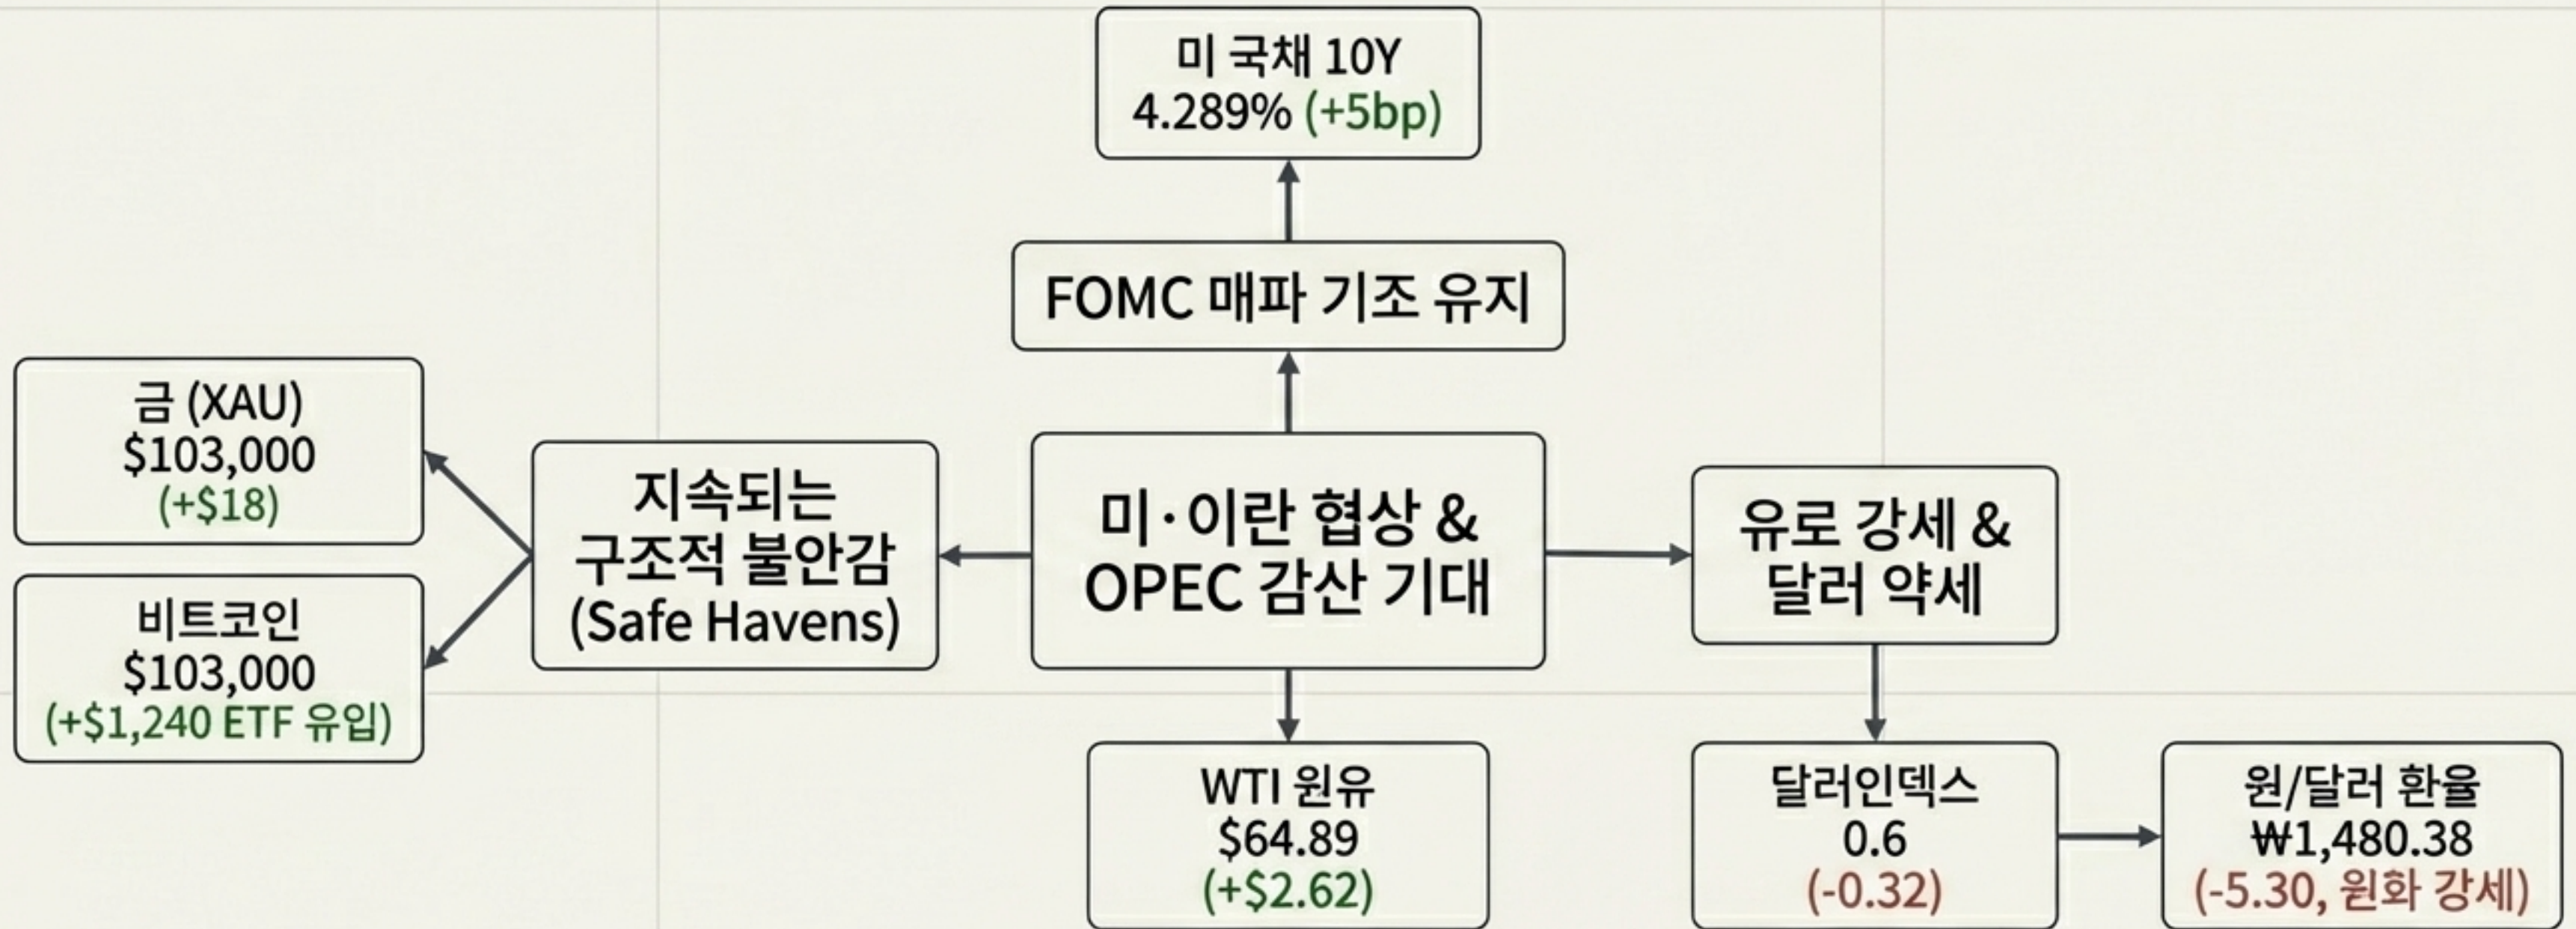 미 국채 10Y
4.289% (+5bp)
FOMC 매파 기조 유지
금 (XAU)
$103,000
(+$18)
비트코인
$103,000
(+$1,240 ETF 유입)
지속되는
구조적 불안감
(Safe Havens)
미·이란 협상 &
OPEC 감산 기대
유로 강세 &
달러 약세
WTI 원유
$64.89
(+$2.62)
달러인덱스
0.6
(-0.32)
원/달러 환율
₩1,480.38
(-5.30, 원화 강세)